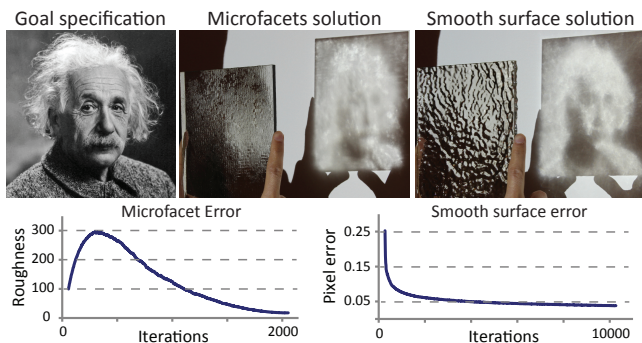 Goal specification
Microfacets solution
Smooth surface solution
Microfacet Error
Roughness
300
200
100
0
0
2000
Iterations
Smooth surface error
Pixel error
0.25
0.15
0.05
0
10000
Iterations